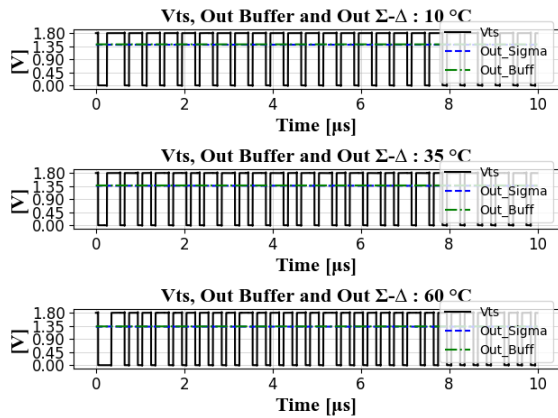 Vts, Out Buffer and Out Σ-Δ : 10 °C
1.80
1.35
0.90
0.45
0.00
[V]
Vts
Out_Sigma
Out_Buff
0 2 4 6 8 10
Time [μs]
Vts, Out Buffer and Out Σ-Δ : 35 °C
1.80
1.35
0.90
0.45
0.00
[V]
Vts
Out_Sigma
Out_Buff
0 2 4 6 8 10
Time [μs]
Vts, Out Buffer and Out Σ-Δ : 60 °C
1.80
1.35
0.90
0.45
0.00
[V]
Vts
Out_Sigma
Out_Buff
0 2 4 6 8 10
Time [μs]